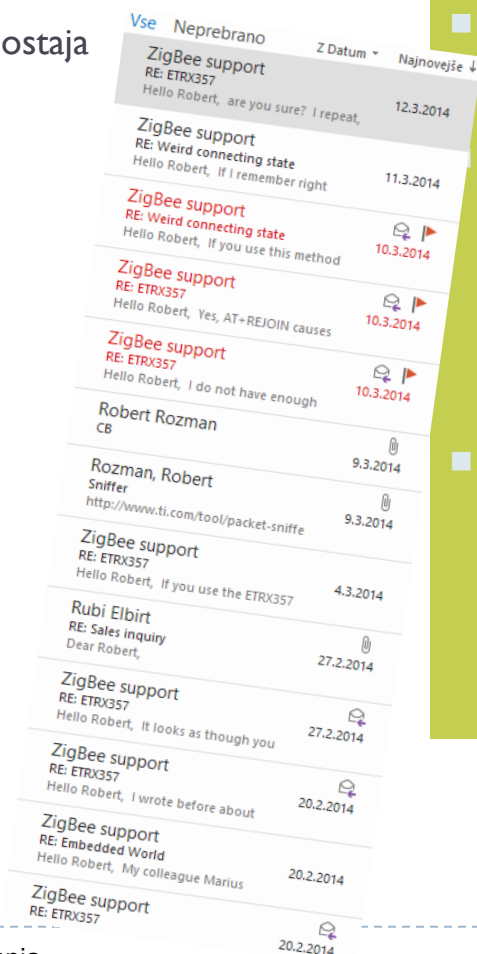 ostaja
Vse Neprebrano Z Datum Najnovejše ↓
ZigBee support
RE: ETRX357
Hello Robert, are you sure? I repeat,
12.3.2014
ZigBee support
RE: Weird connecting state
Hello Robert, If I remember right
11.3.2014
ZigBee support
RE: Weird connecting state
Hello Robert, If you use this method
10.3.2014
ZigBee support
RE: ETRX357
Hello Robert, Yes, AT+REJOIN causes
10.3.2014
ZigBee support
RE: ETRX357
Hello Robert, I do not have enough
10.3.2014
Robert Rozman
CB
9.3.2014
Rozman, Robert
Sniffer
http://www.ti.com/tool/packet-sniffe
9.3.2014
ZigBee support
RE: ETRX357
Hello Robert, If you use the ETRX357
4.3.2014
Rubi Elbirt
RE: Sales inquiry
Dear Robert,
27.2.2014
ZigBee support
RE: ETRX357
Hello Robert, It looks as though you
27.2.2014
ZigBee support
RE: ETRX357
Hello Robert, I wrote before about
20.2.2014
ZigBee support
RE: Embedded World
Hello Robert, My colleague Marius
20.2.2014
ZigBee support
RE: ETRX357
20.2.2014